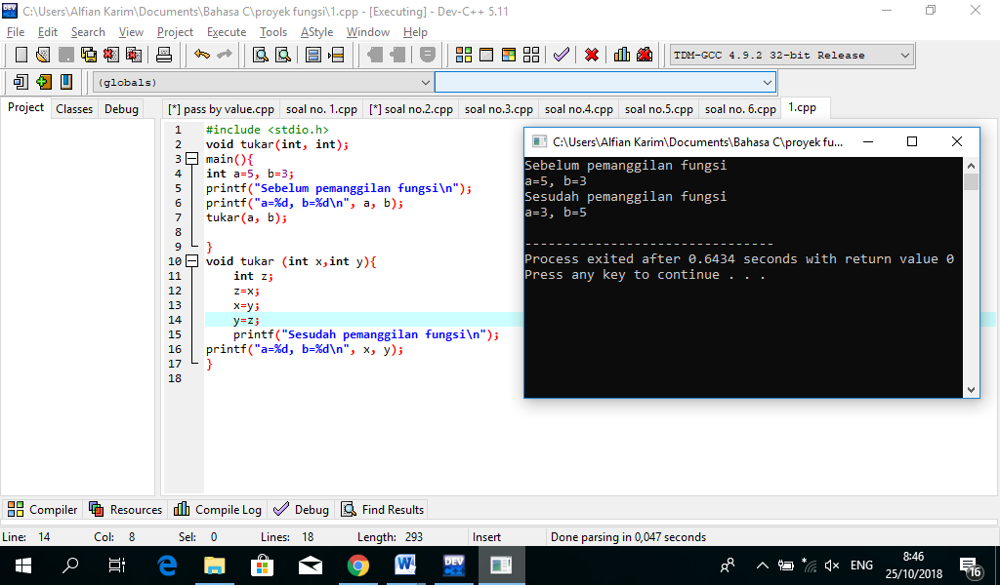 C:\Users\Alfian Karim\Documents\Bahasa C\proyek fungsi\1.cpp - [Executing] - Dev-C++ 5.11
File Edit Search View Project Execute Tools AStyle Window Help
TDM-GCC 4.9.2 32-bit Release
(globals)
Project Classes Debug
[*] pass by value.cpp soal no. 1.cpp [*] soal no.2.cpp soal no.3.cpp soal no.4.cpp soal no.5.cpp soal no. 6.cpp 1.cpp
1 #include <stdio.h>
2 void tukar(int, int);
3 main(){
4 int a=5, b=3;
5 printf("Sebelum pemanggilan fungsi\n");
6 printf("a=%d, b=%d\n", a, b);
7 tukar(a, b);
8
9 }
10 void tukar (int x,int y){
11 int z;
12 z=x;
13 x=y;
14 y=z;
15 printf("Sesudah pemanggilan fungsi\n");
16 printf("a=%d, b=%d\n", x, y);
17 }
18
C:\Users\Alfian Karim\Documents\Bahasa C\proyek fu...
Sebelum pemanggilan fungsi
a=5, b=3
Sesudah pemanggilan fungsi
a=3, b=5
--------------------------------
Process exited after 0.6434 seconds with return value 0
Press any key to continue . . .
Compiler Resources Compile Log Debug Find Results
Line: 14 Col: 8 Sel: 0 Lines: 18 Length: 293 Insert Done parsing in 0,047 seconds
DEV
ENG
8:46
25/10/2018
16